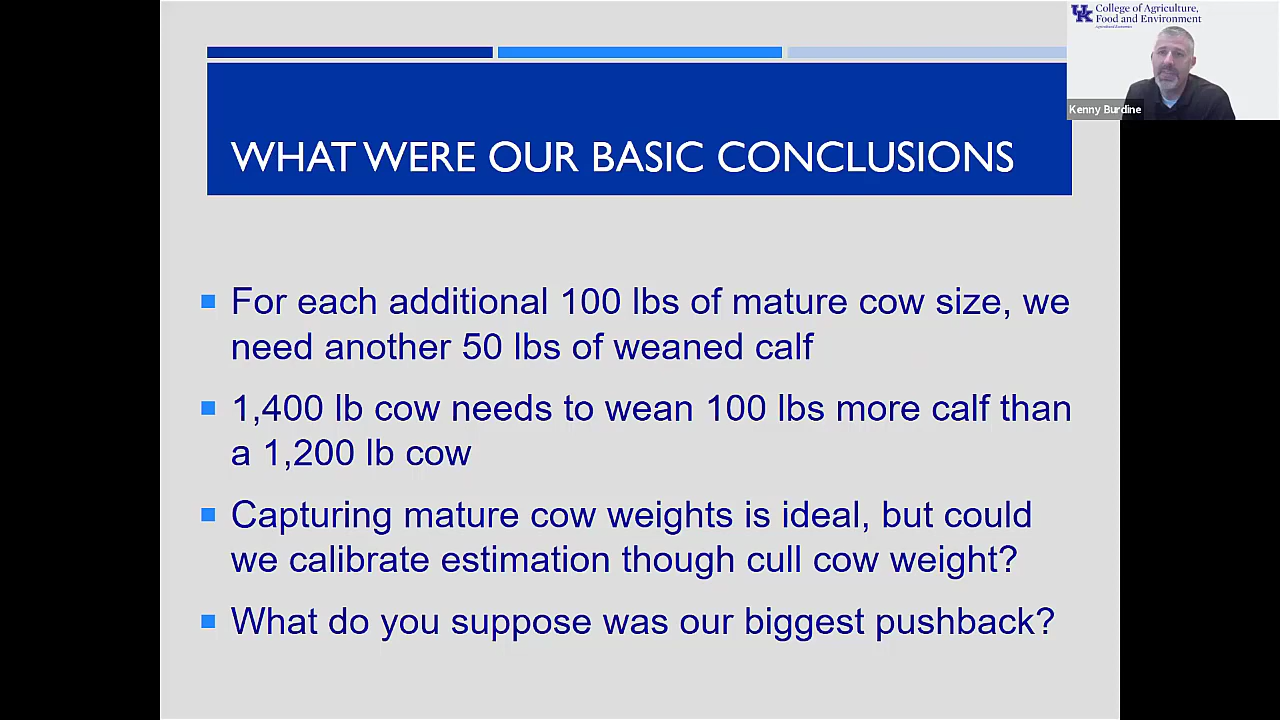 College of Agriculture,
Food and Environment
Agricultural Economics
Kenny Burdine
WHAT WERE OUR BASIC CONCLUSIONS
For each additional 100 lbs of mature cow size, we
need another 50 lbs of weaned calf
1,400 lb cow needs to wean 100 lbs more calf than
a 1,200 lb cow
Capturing mature cow weights is ideal, but could
we calibrate estimation though cull cow weight?
What do you suppose was our biggest pushback?